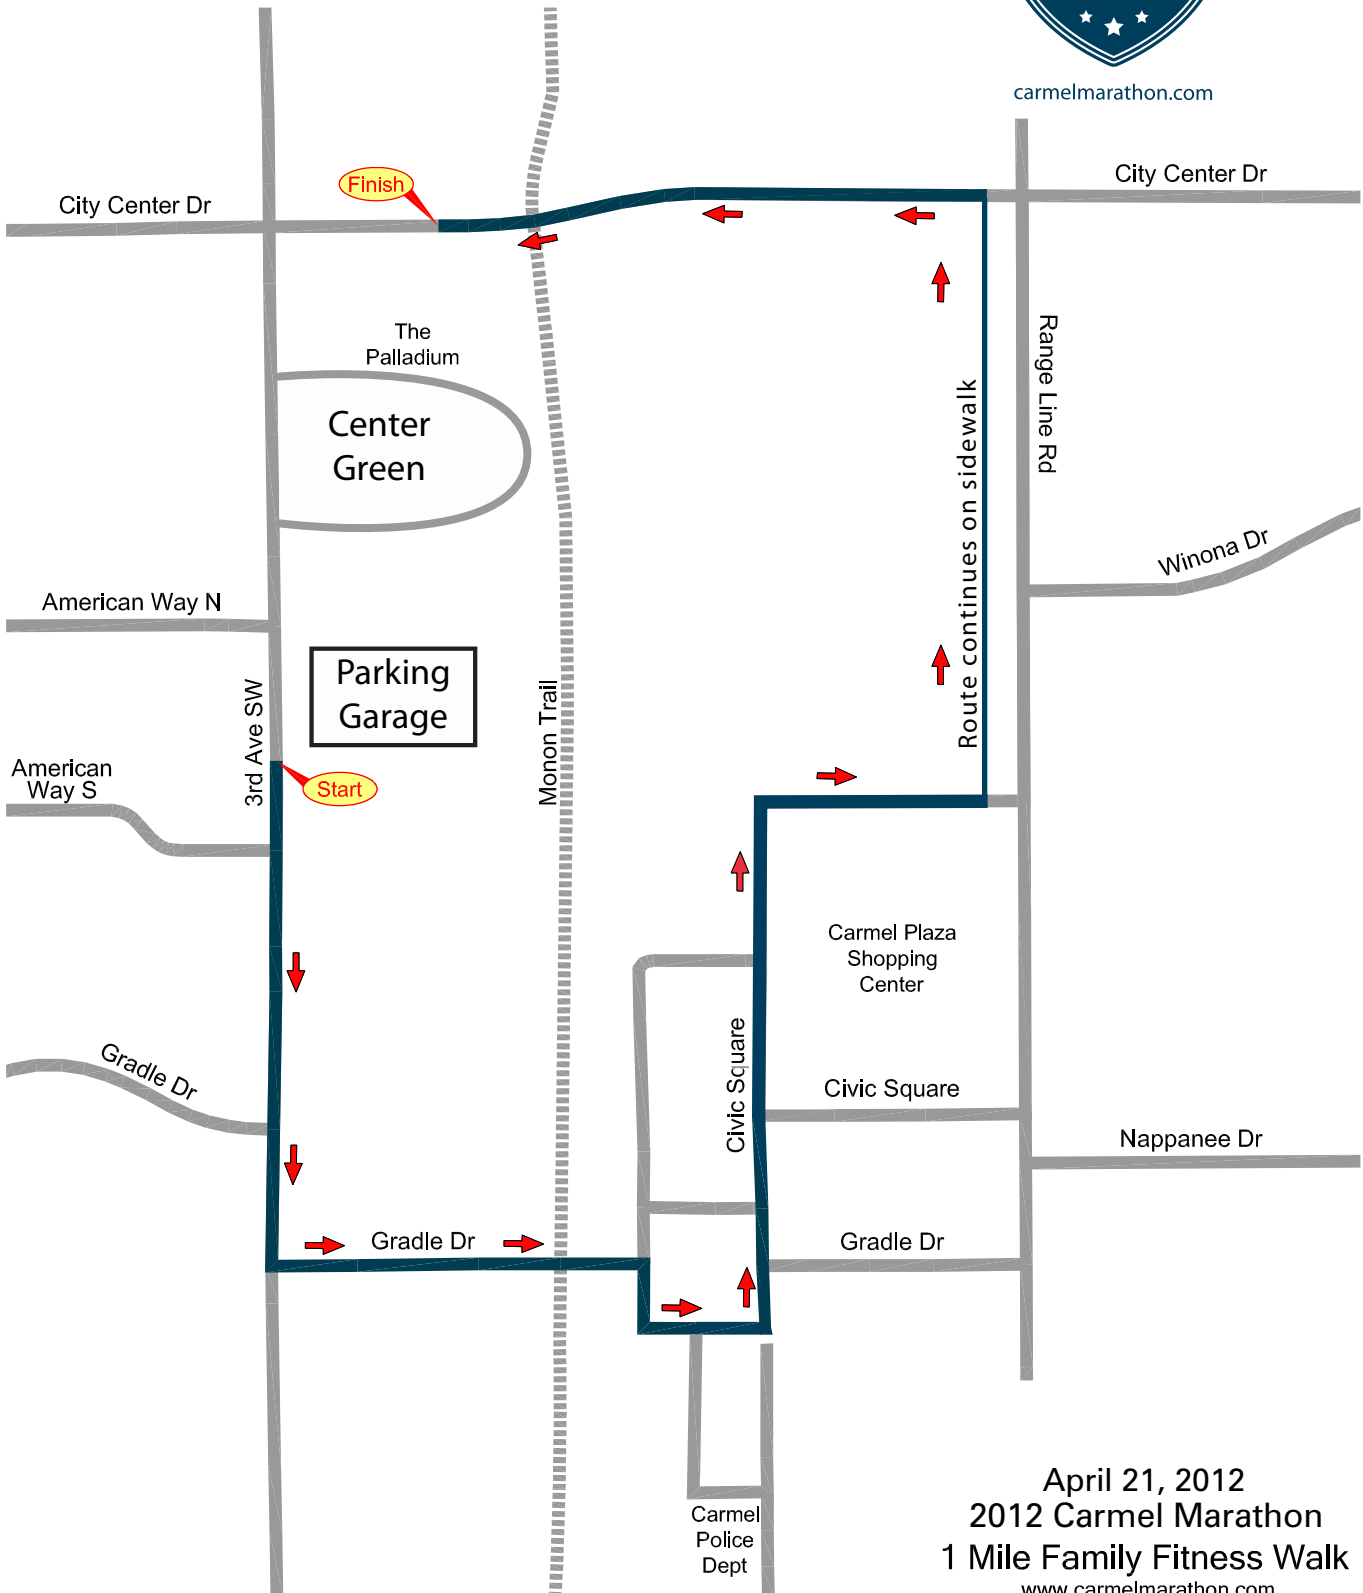 carmelmarathon.com
City Center Dr
Finish
City Center Dr
The
Palladium
Center
Green
Range Line Rd
Route continues on sidewalk
Winona Dr
American Way N
Parking
Garage
3rd Ave SW
Monon Trail
American
Way S
Start
Carmel Plaza
Shopping
Center
Gradle Dr
Civic Square
Civic Square
Nappanee Dr
Gradle Dr
Gradle Dr
Carmel
Police
Dept
April 21, 2012
2012 Carmel Marathon
1 Mile Family Fitness Walk
www.carmelmarathon.com